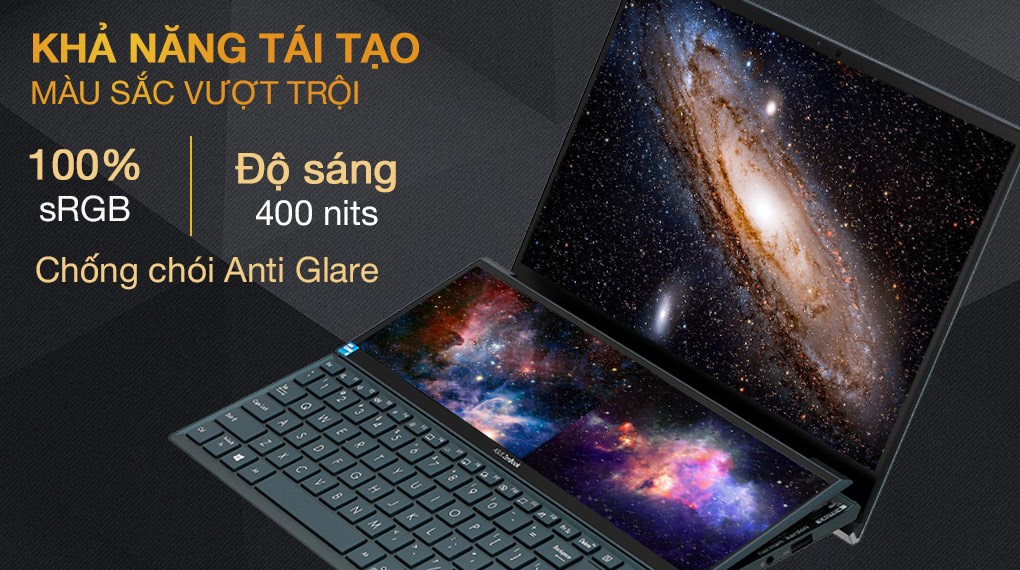 KHẢ NĂNG TÁI TẠO
MÀU SẮC VƯỢT TRỘI
100%
sRGB
Độ sáng
400 nits
Chống chói Anti Glare